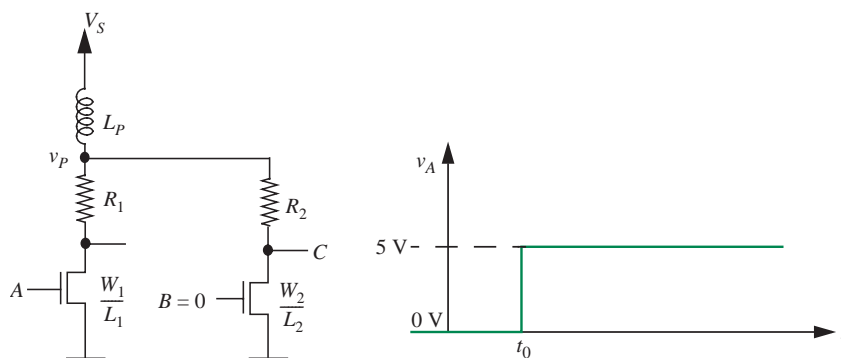 V_S
L_P
v_P
R_1
R_2
C
A
W_1
L_1
B = 0
W_2
L_2
v_A
5 V
0 V
t_0